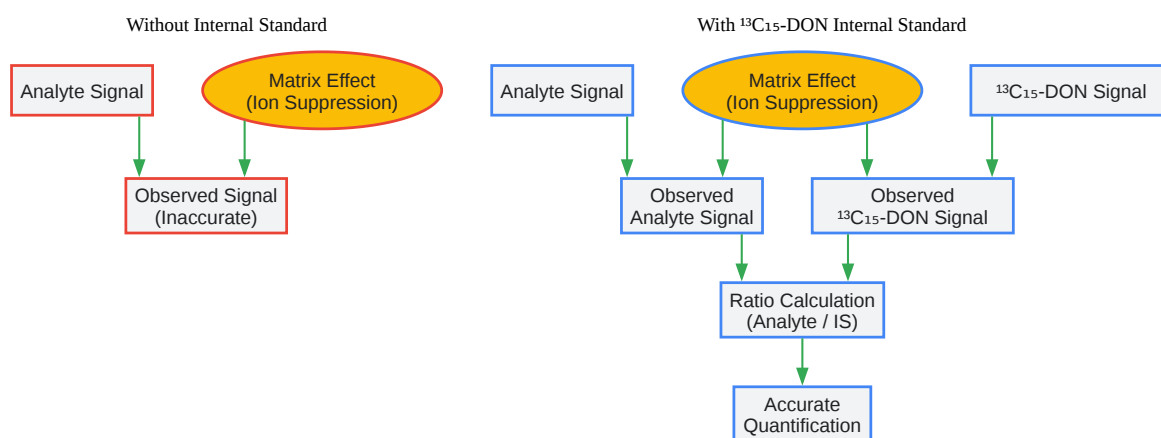 Without Internal Standard
Analyte Signal
Matrix Effect
(Ion Suppression)
Observed Signal
(Inaccurate)
With ¹³C₁₅-DON Internal Standard
Analyte Signal
Matrix Effect
(Ion Suppression)
¹³C₁₅-DON Signal
Observed
Analyte Signal
Observed
¹³C₁₅-DON Signal
Ratio Calculation
(Analyte / IS)
Accurate
Quantification